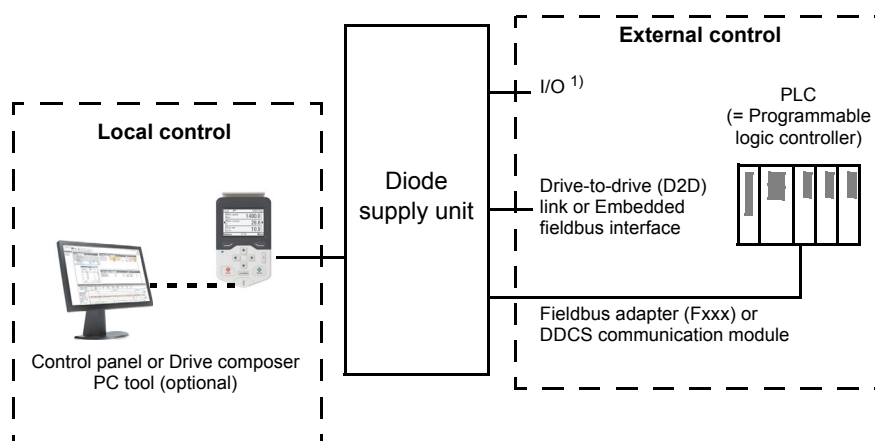 External control
I/O 1)
PLC
(= Programmable
logic controller)
Local control
Diode
supply unit
Drive-to-drive (D2D)
link or Embedded
fieldbus interface
Fieldbus adapter (Fxxx) or
DDCS communication module
Control panel or Drive composer
PC tool (optional)